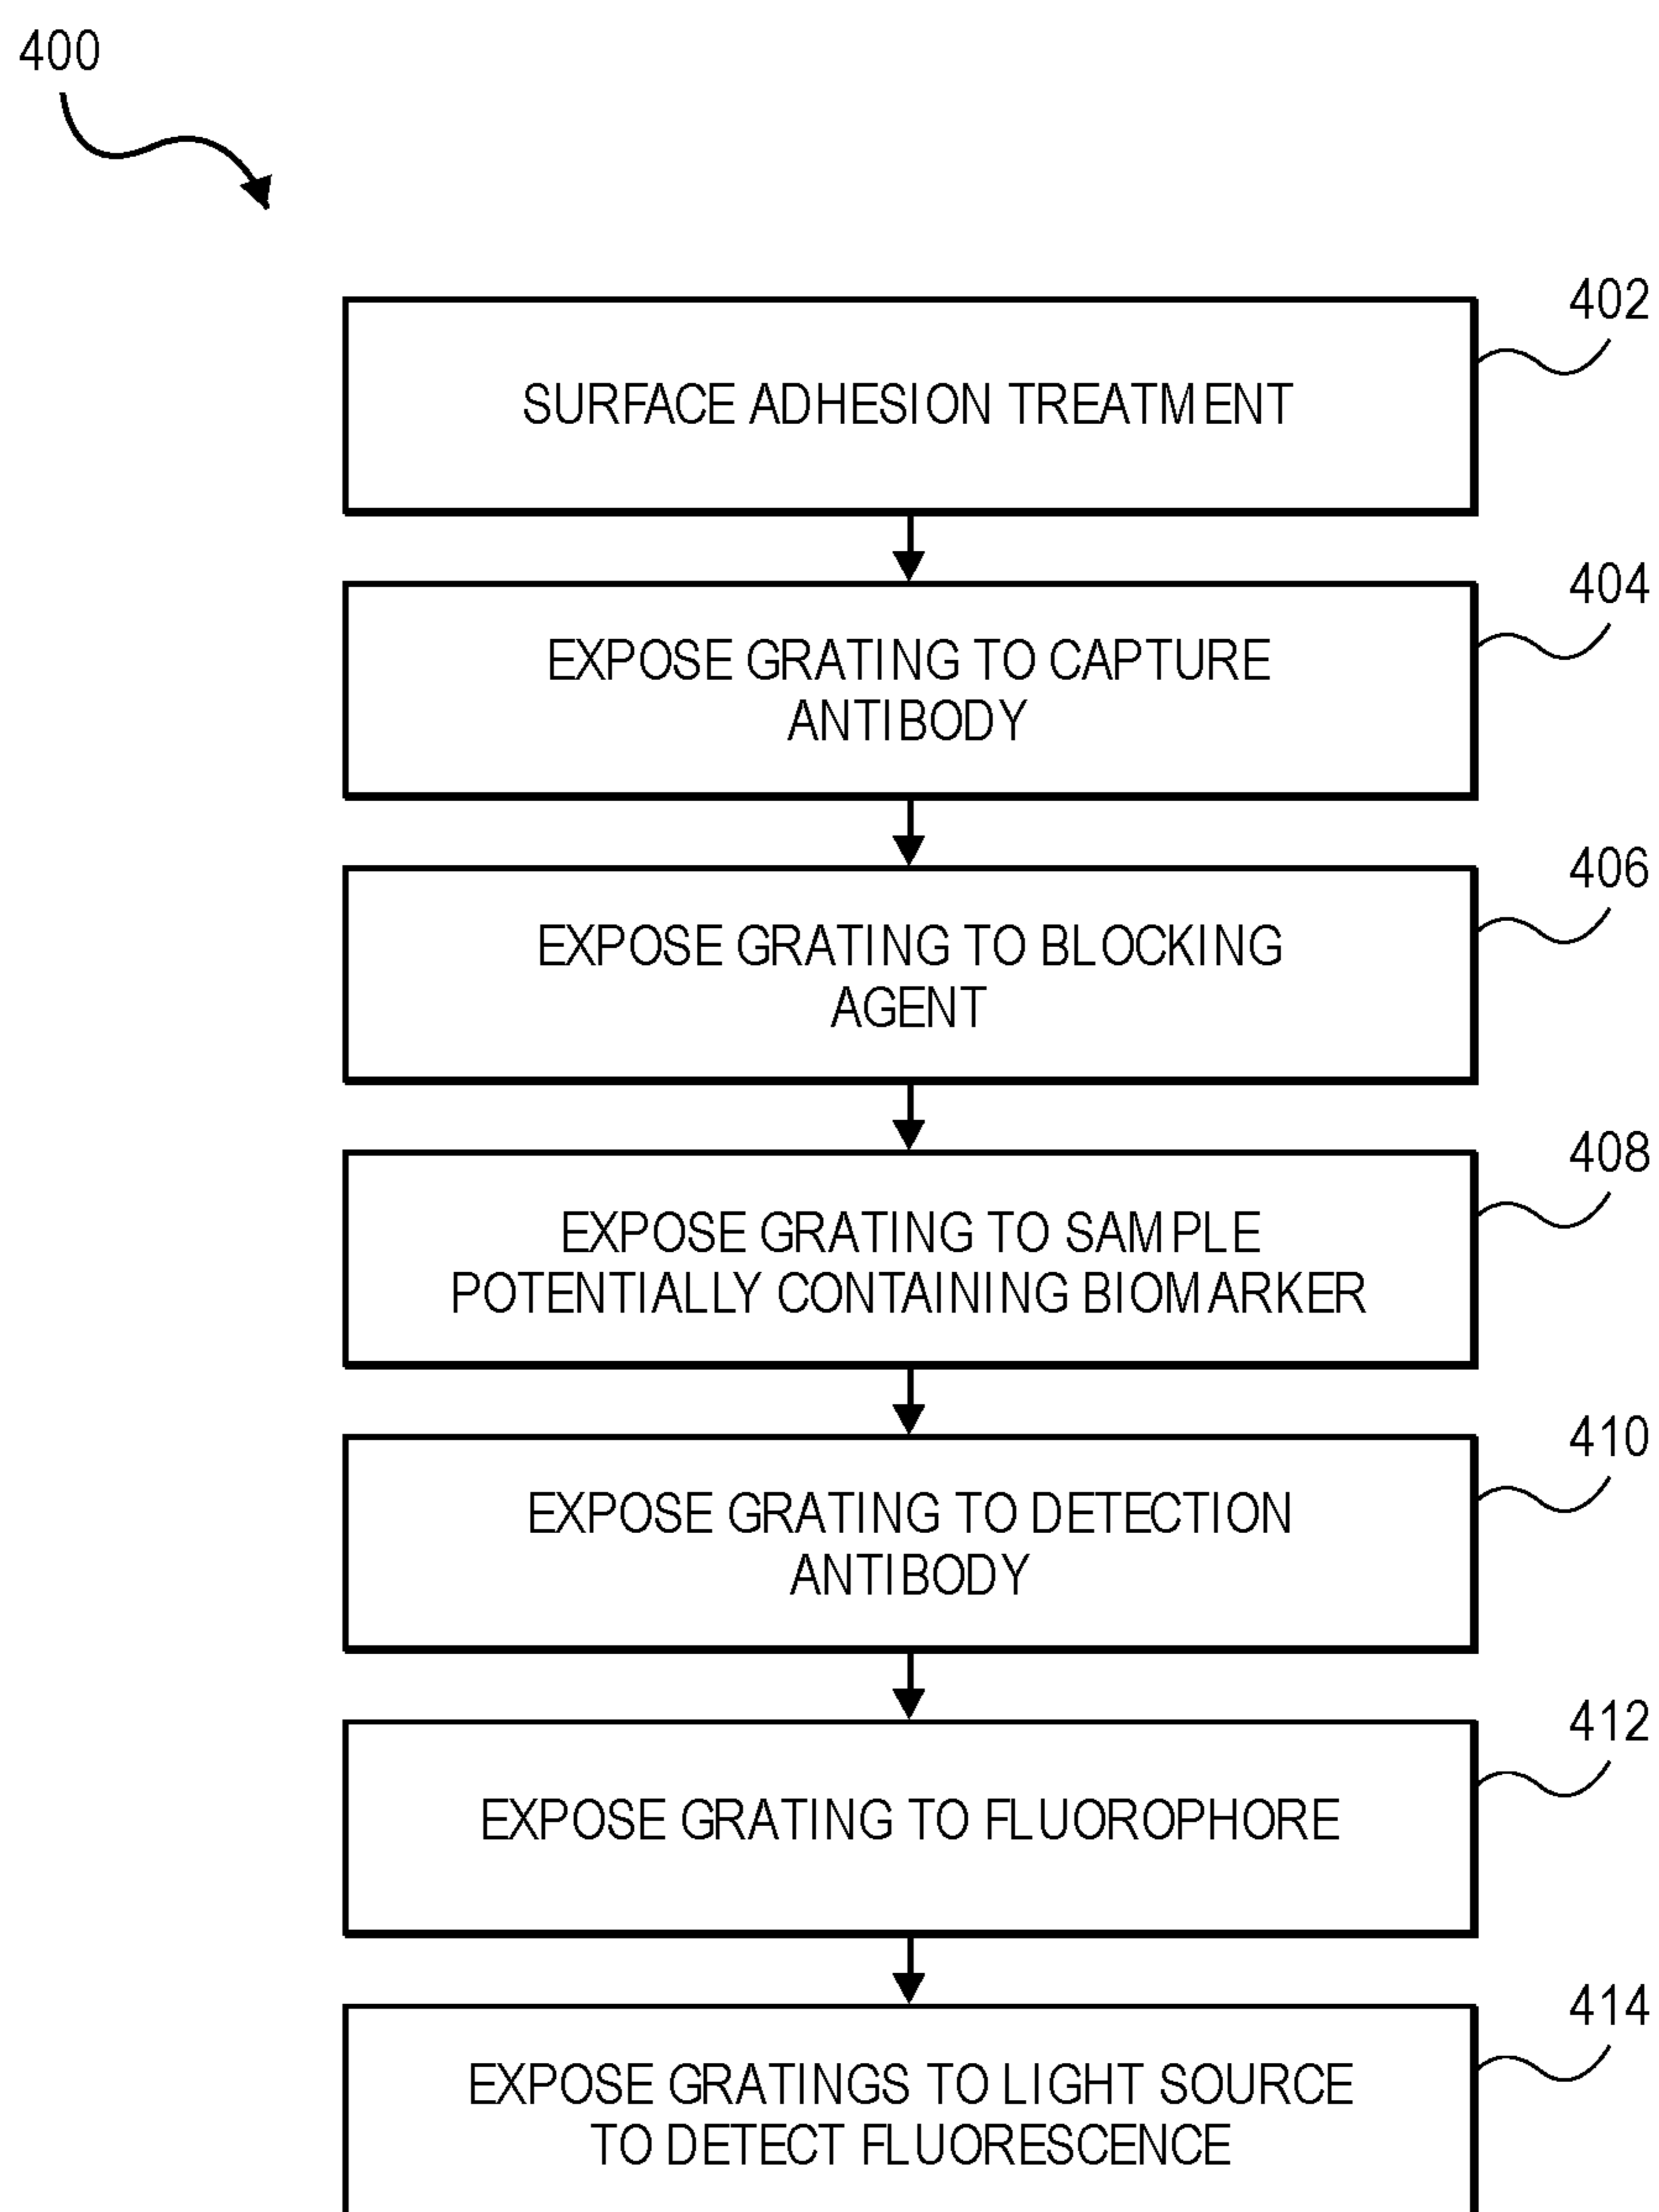 400
402
SURFACE ADHESION TREATMENT
404
EXPOSE GRATING TO CAPTURE
ANTIBODY
406
EXPOSE GRATING TO BLOCKING
AGENT
408
EXPOSE GRATING TO SAMPLE
POTENTIALLY CONTAINING BIOMARKER
410
EXPOSE GRATING TO DETECTION
ANTIBODY
412
EXPOSE GRATING TO FLUOROPHORE
414
EXPOSE GRATINGS TO LIGHT SOURCE
TO DETECT FLUORESCENCE